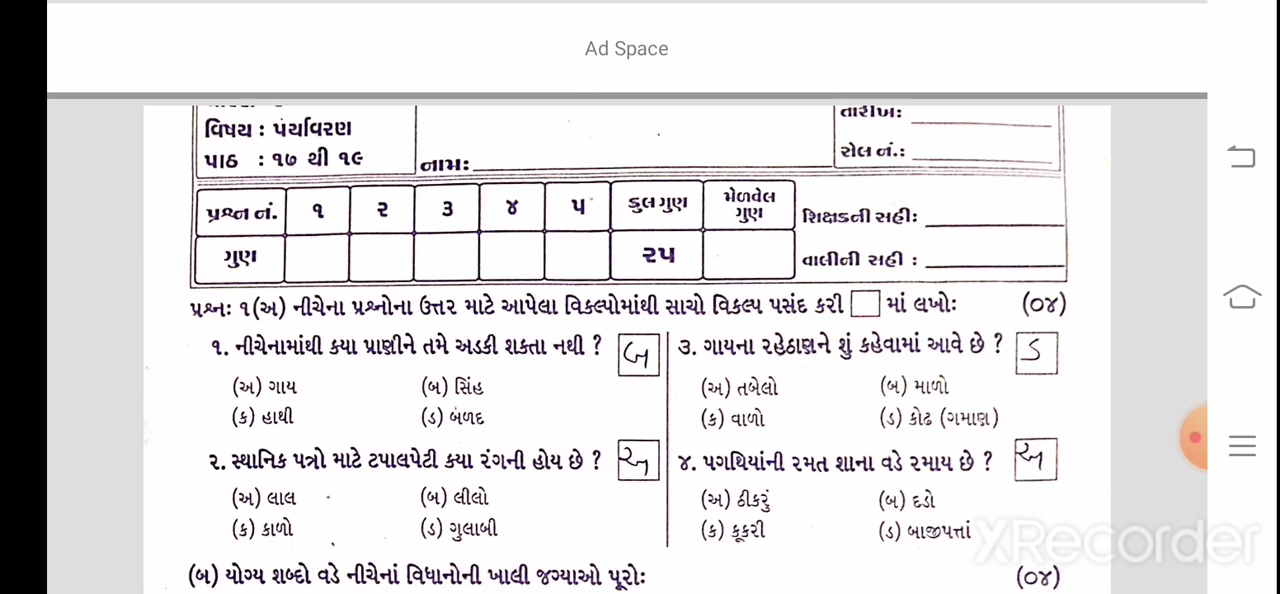 Ad Space
વિષય : પર્યાવરણ
તારીખ:
પાઠ : ૧૭ થી ૧૯
નામ:
રોલ નં.:
પ્રશ્ન નં. ૧ ૨ ૩ ૪ ૫ કુલ ગુણ મેળવેલ ગુણ
શિક્ષકની સહી:
ગુણ ૨૫
વાલીની સહી :
પ્રશ્ન: ૧(અ) નીચેના પ્રશ્નોના ઉત્તર માટે આપેલા વિકલ્પોમાંથી સાચો વિકલ્પ પસંદ કરી માં લખો: (૦૪)
૧. નીચેનામાંથી કયા પ્રાણીને તમે અડકી શકતા નથી ? બ
(અ) ગાય (બ) સિંહ
(ક) હાથી (ડ) બળદ
૨. સ્થાનિક પત્રો માટે ટપાલપેટી કયા રંગની હોય છે ? અ
(અ) લાલ (બ) લીલો
(ક) કાળો (ડ) ગુલાબી
૩. ગાયના રહેઠાણને શું કહેવામાં આવે છે ? ડ
(અ) તબેલો (બ) માળો
(ક) વાળો (ડ) કોઢ (ગમાણ)
૪. પગથિયાંની રમત શાના વડે રમાય છે ? અ
(અ) ઠીકરું (બ) દડો
(ક) કૂકરી (ડ) બાજીપત્તાં
(બ) યોગ્ય શબ્દો વડે નીચેનાં વિધાનોની ખાલી જગ્યાઓ પૂરો: (૦૪)
XRecorder